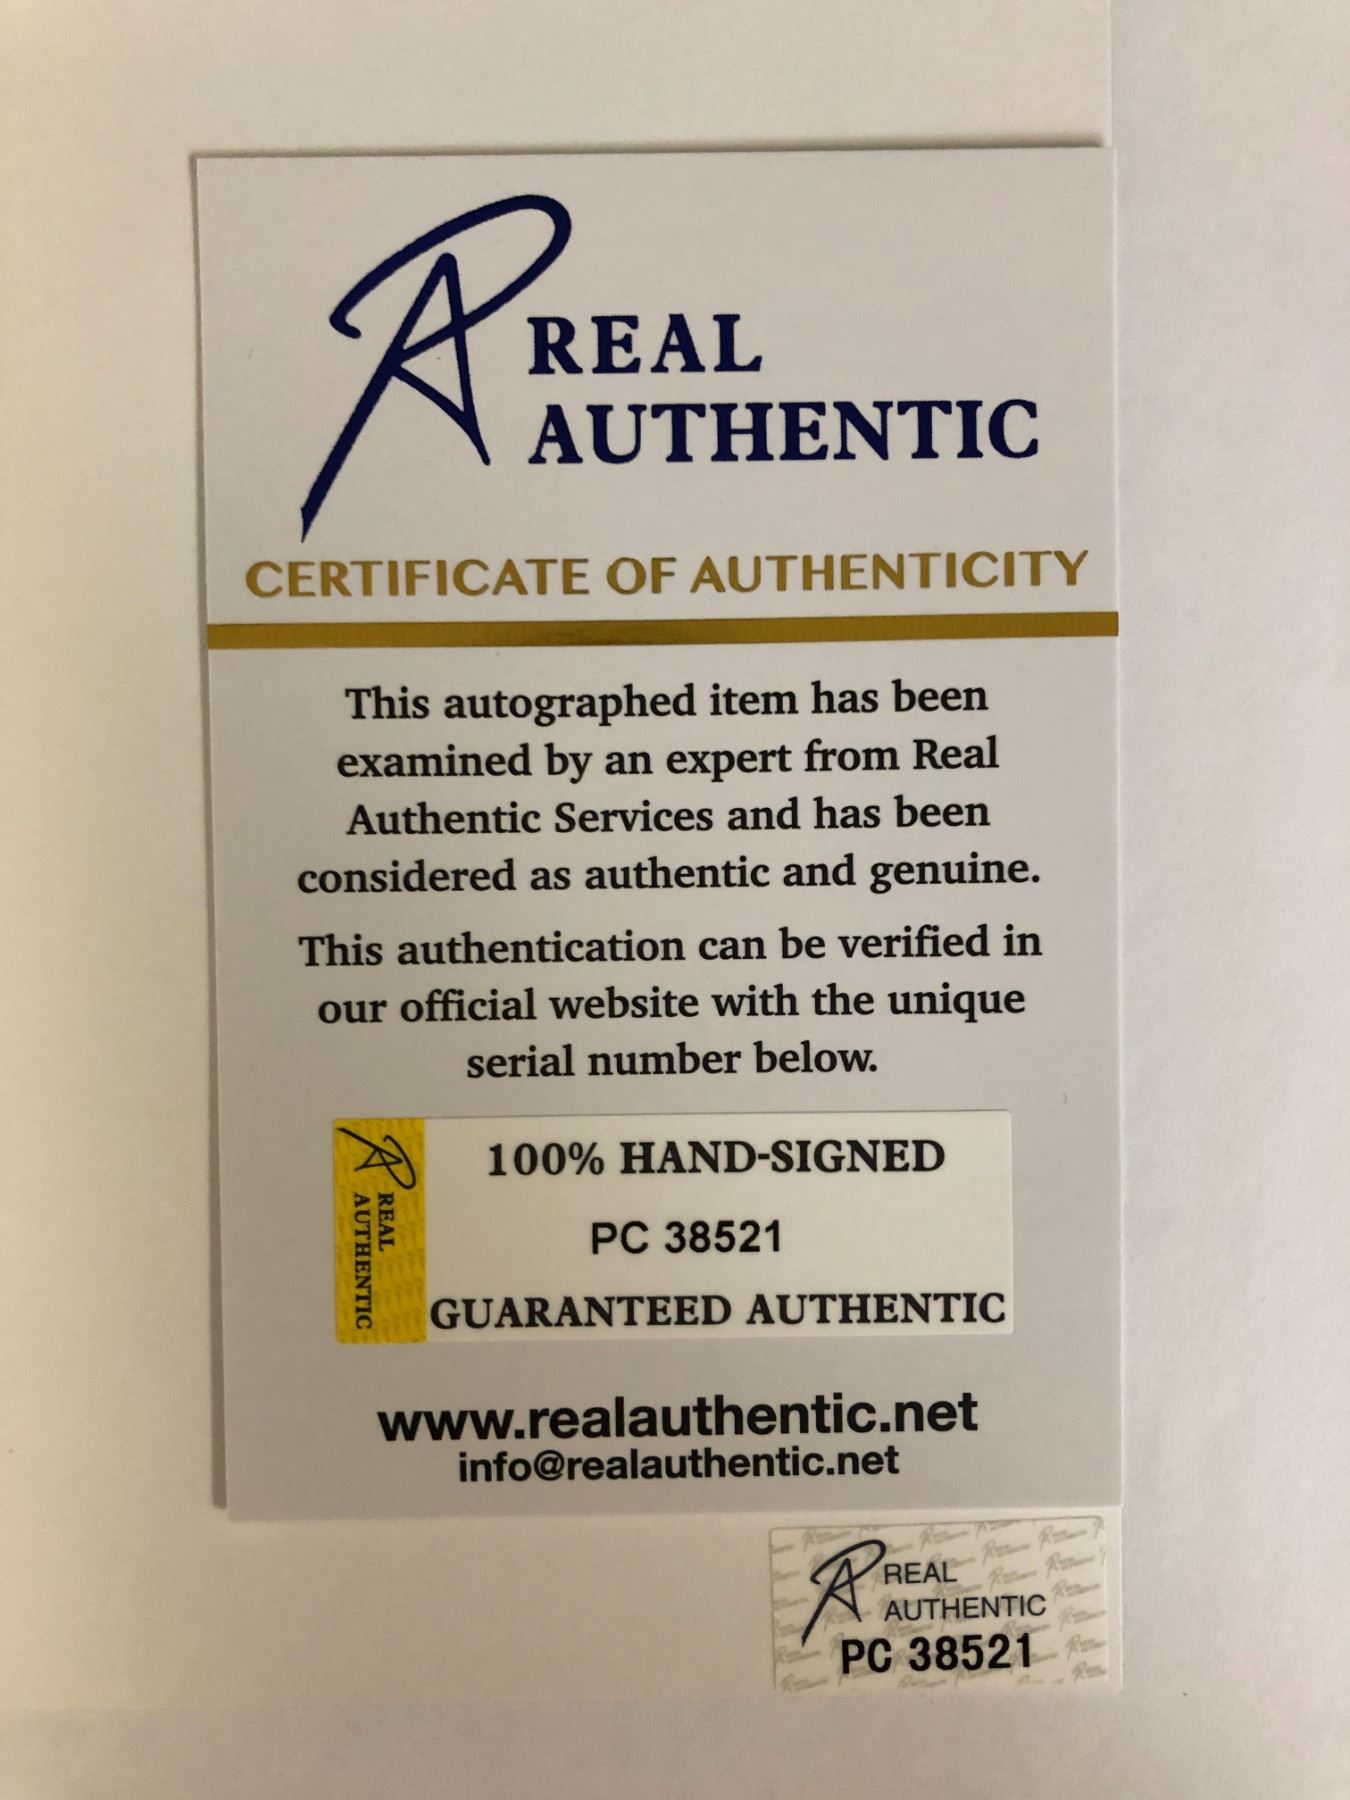 REAL
AUTHENTIC
CERTIFICATE OF AUTHENTICITY
This autographed item has been
examined by an expert from Real
Authentic Services and has been
considered as authentic and genuine.
This authentication can be verified in
our official website with the unique
serial number below.
REAL
AUTHENTIC
100% HAND-SIGNED
PC 38521
GUARANTEED AUTHENTIC
www.realauthentic.net
info@realauthentic.net
REAL
AUTHENTIC
PC 38521